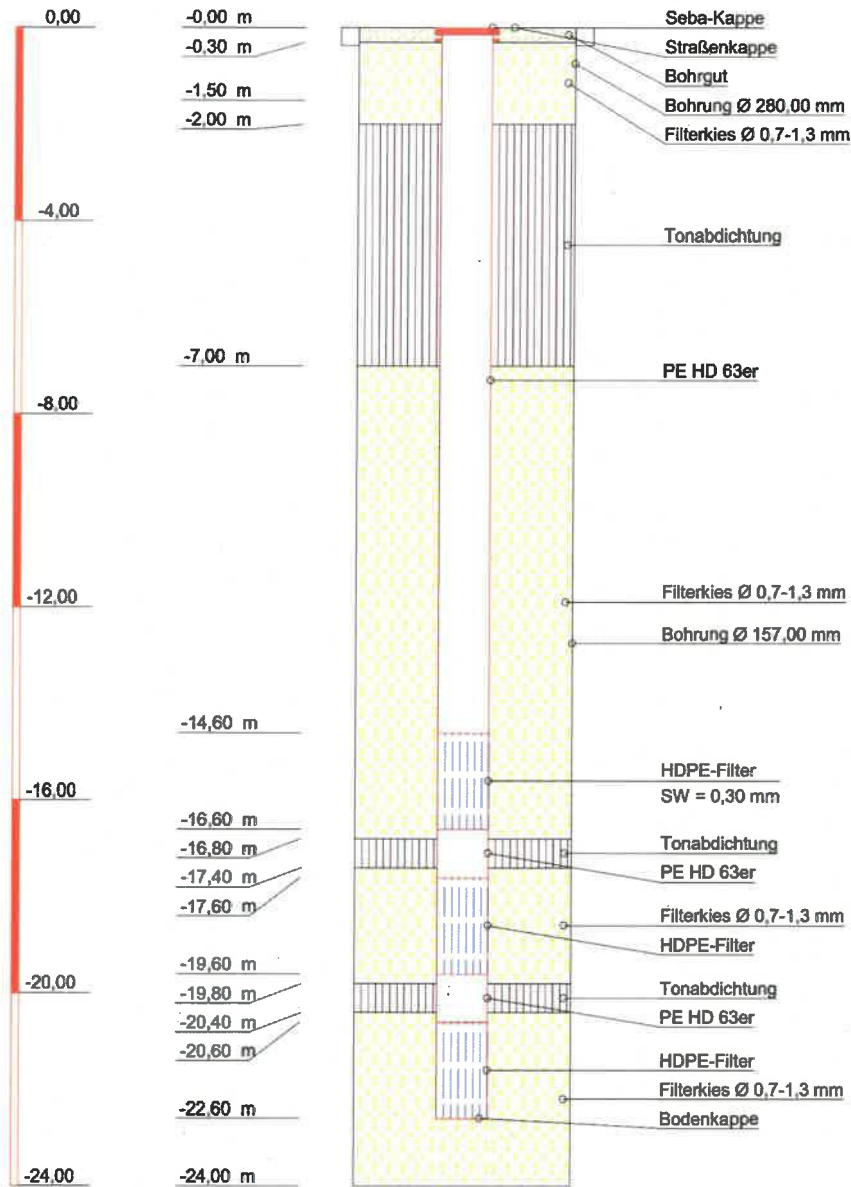 0,00
-0,00 m
Seba-Kappe
-0,30 m
Straßenkappe
Bohrgut
-1,50 m
Bohrung Ø 280,00 mm
-2,00 m
Filterkies Ø 0,7-1,3 mm
-4,00
Tonabdichtung
-7,00 m
PE HD 63er
-8,00
-12,00
Filterkies Ø 0,7-1,3 mm
Bohrung Ø 157,00 mm
-14,60 m
HDPE-Filter
-16,00
SW = 0,30 mm
-16,60 m
-16,80 m
Tonabdichtung
-17,40 m
PE HD 63er
-17,60 m
Filterkies Ø 0,7-1,3 mm
HDPE-Filter
-19,60 m
-20,00
-19,80 m
Tonabdichtung
-20,40 m
PE HD 63er
-20,60 m
HDPE-Filter
Filterkies Ø 0,7-1,3 mm
-22,60 m
Bodenkappe
-24,00
-24,00 m